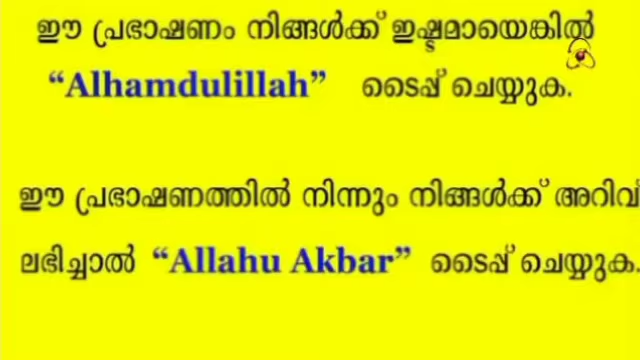 ഈ പ്രഭാഷണം നിങ്ങൾക്ക് ഇഷ്ടമായെങ്കിൽ
“Alhamdulillah” ടൈപ്പ് ചെയ്യുക.
ഈ പ്രഭാഷണത്തിൽ നിന്നും നിങ്ങൾക്ക് അറിവ്
ലഭിച്ചാൽ “Allahu Akbar” ടൈപ്പ് ചെയ്യുക.